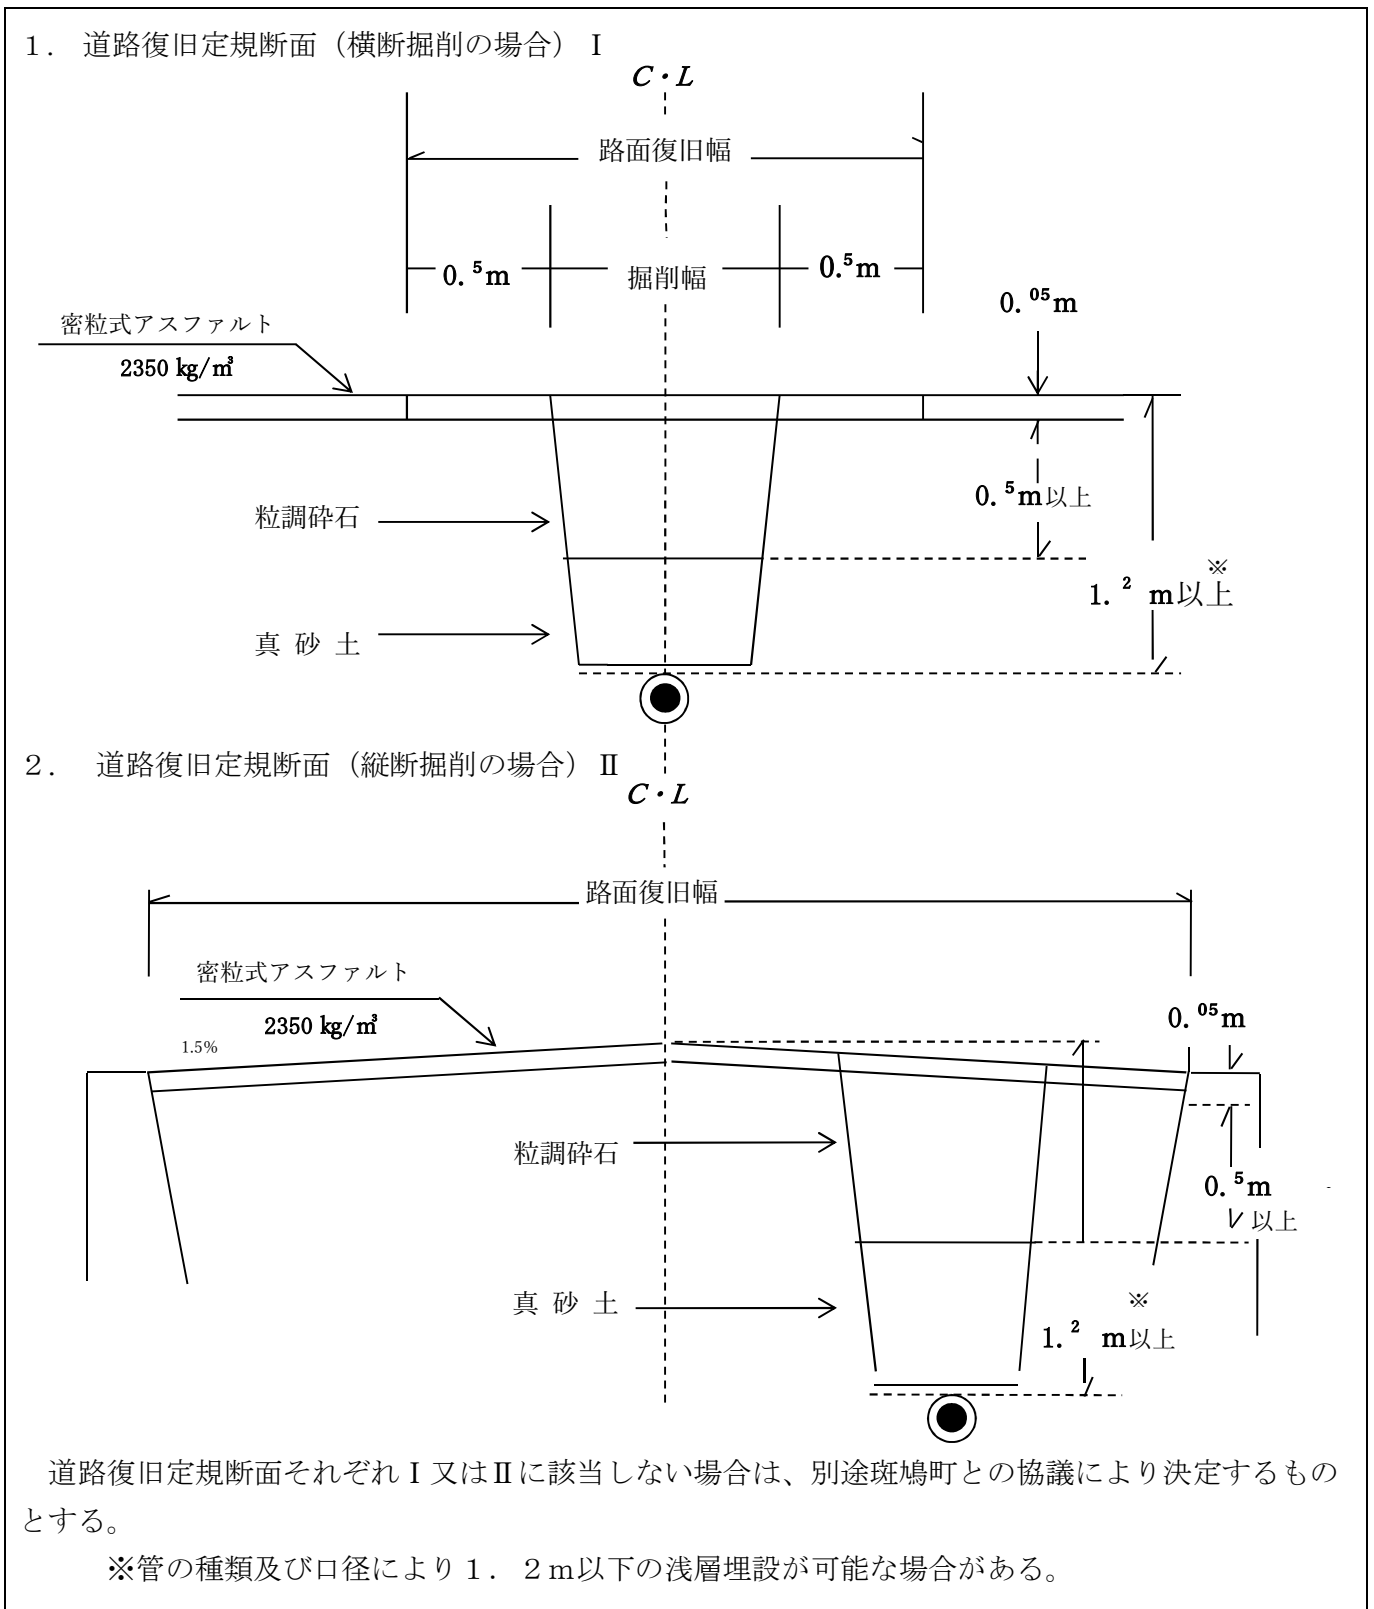 １． 道路復旧定規断面（横断掘削の場合）Ⅰ
C・L
路面復旧幅
0.5m 掘削幅 0.5m
0.05m
密粒式アスファルト
2350 kg/㎥
0.5m以上
粒調砕石
※
1.2 m以上
真 砂 土
２． 道路復旧定規断面（縦断掘削の場合）Ⅱ
C・L
路面復旧幅
密粒式アスファルト
2350 kg/㎥
0.05m
1.5%
粒調砕石
0.5m
以上
真 砂 土
※
1.2 m以上
道路復旧定規断面それぞれⅠ又はⅡに該当しない場合は、別途斑鳩町との協議により決定するもの
とする。
※管の種類及び口径により１．２ｍ以下の浅層埋設が可能な場合がある。